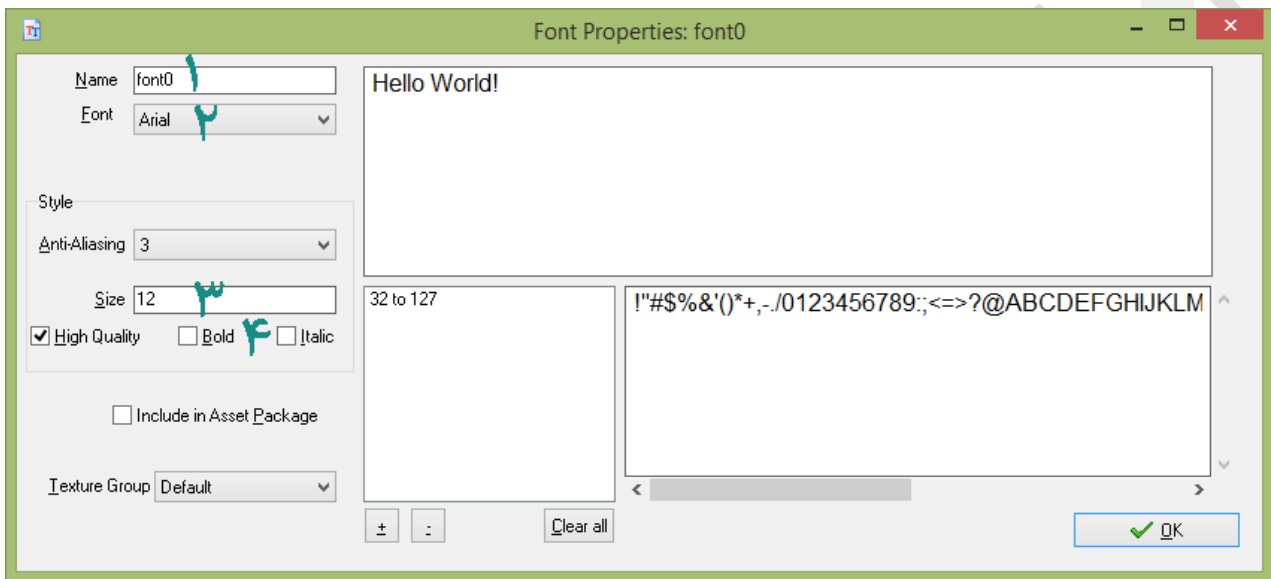 Font Properties: font0
Name font0 ۱
Font Arial ۲
Hello World!
Style
Anti-Aliasing 3
Size 12 ۳
High Quality Bold ۴ Italic
Include in Asset Package
Texture Group Default
32 to 127
!"#$%&'()*+,-./0123456789:;<=>?@ABCDEFGHIJKLM
+ - Clear all
OK